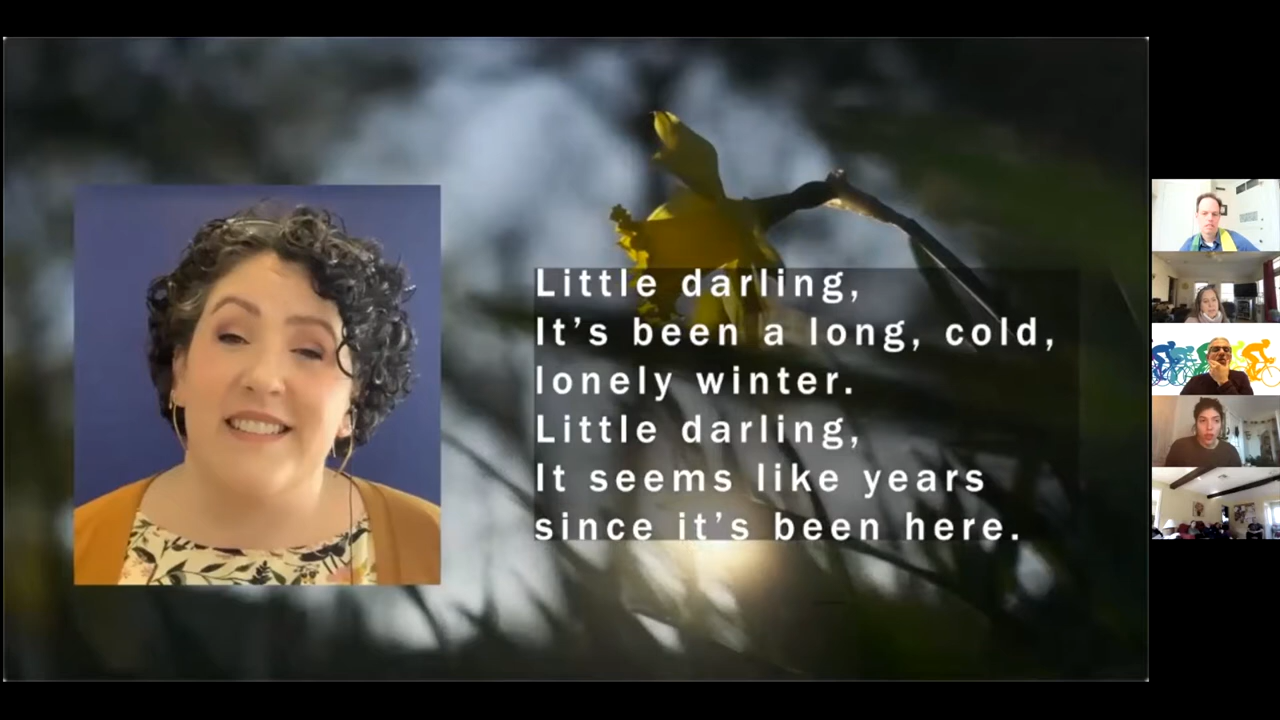 Little darling,
It's been a long, cold,
lonely winter.
Little darling,
It seems like years
since it's been here.